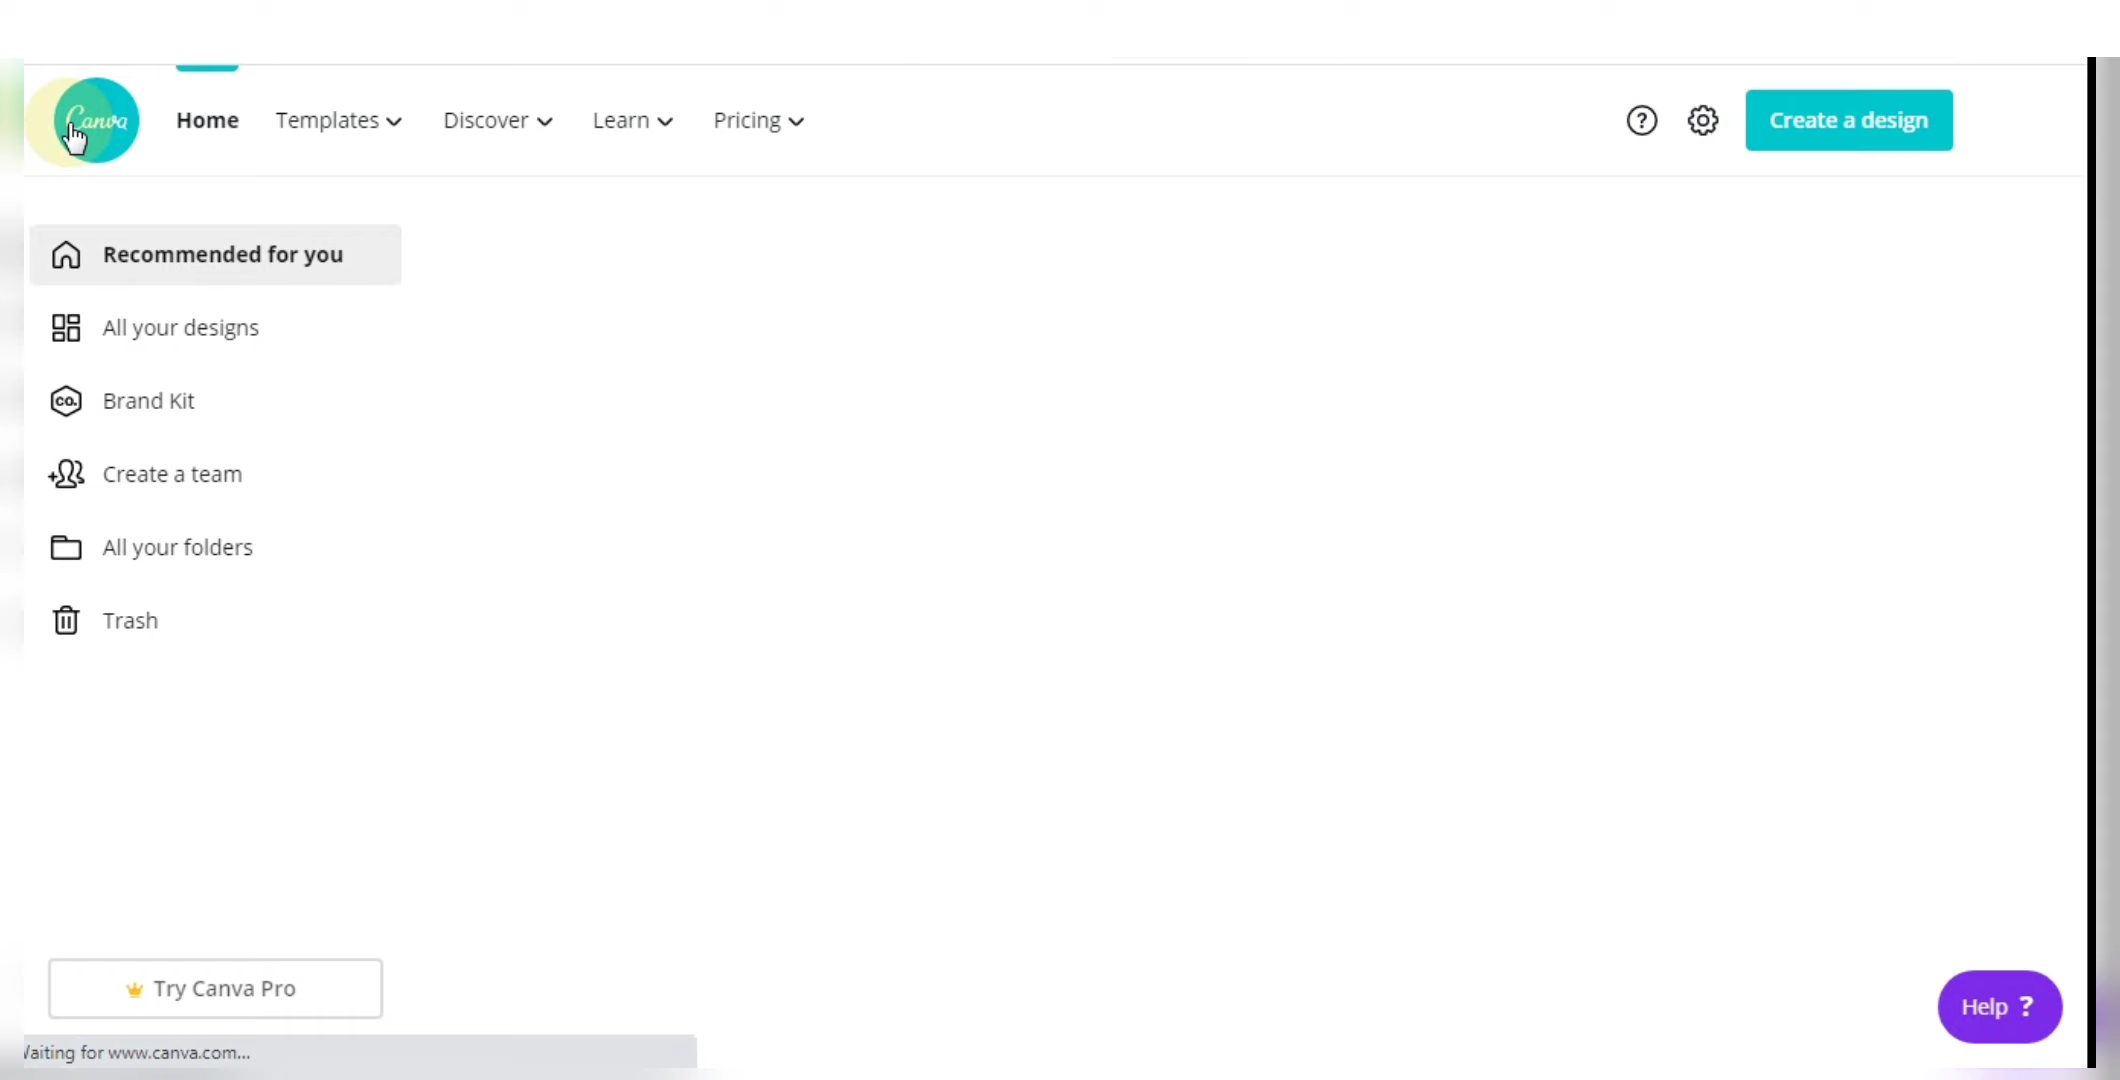 Canva
Home
Templates
Discover
Learn
Pricing
?
Create a design
Recommended for you
All your designs
CO.
Brand Kit
Create a team
All your folders
Trash
Try Canva Pro
Help ?
for www.canva.com...